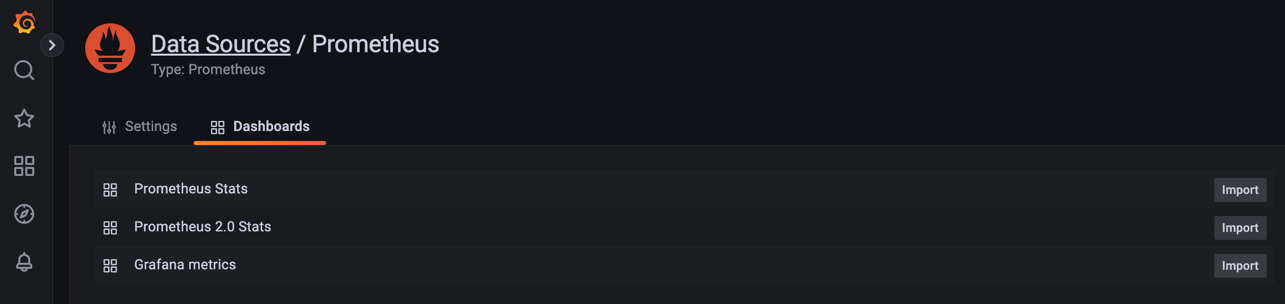 Data Sources / Prometheus
Type: Prometheus
Settings Dashboards
Prometheus Stats Import
Prometheus 2.0 Stats Import
Grafana metrics Import